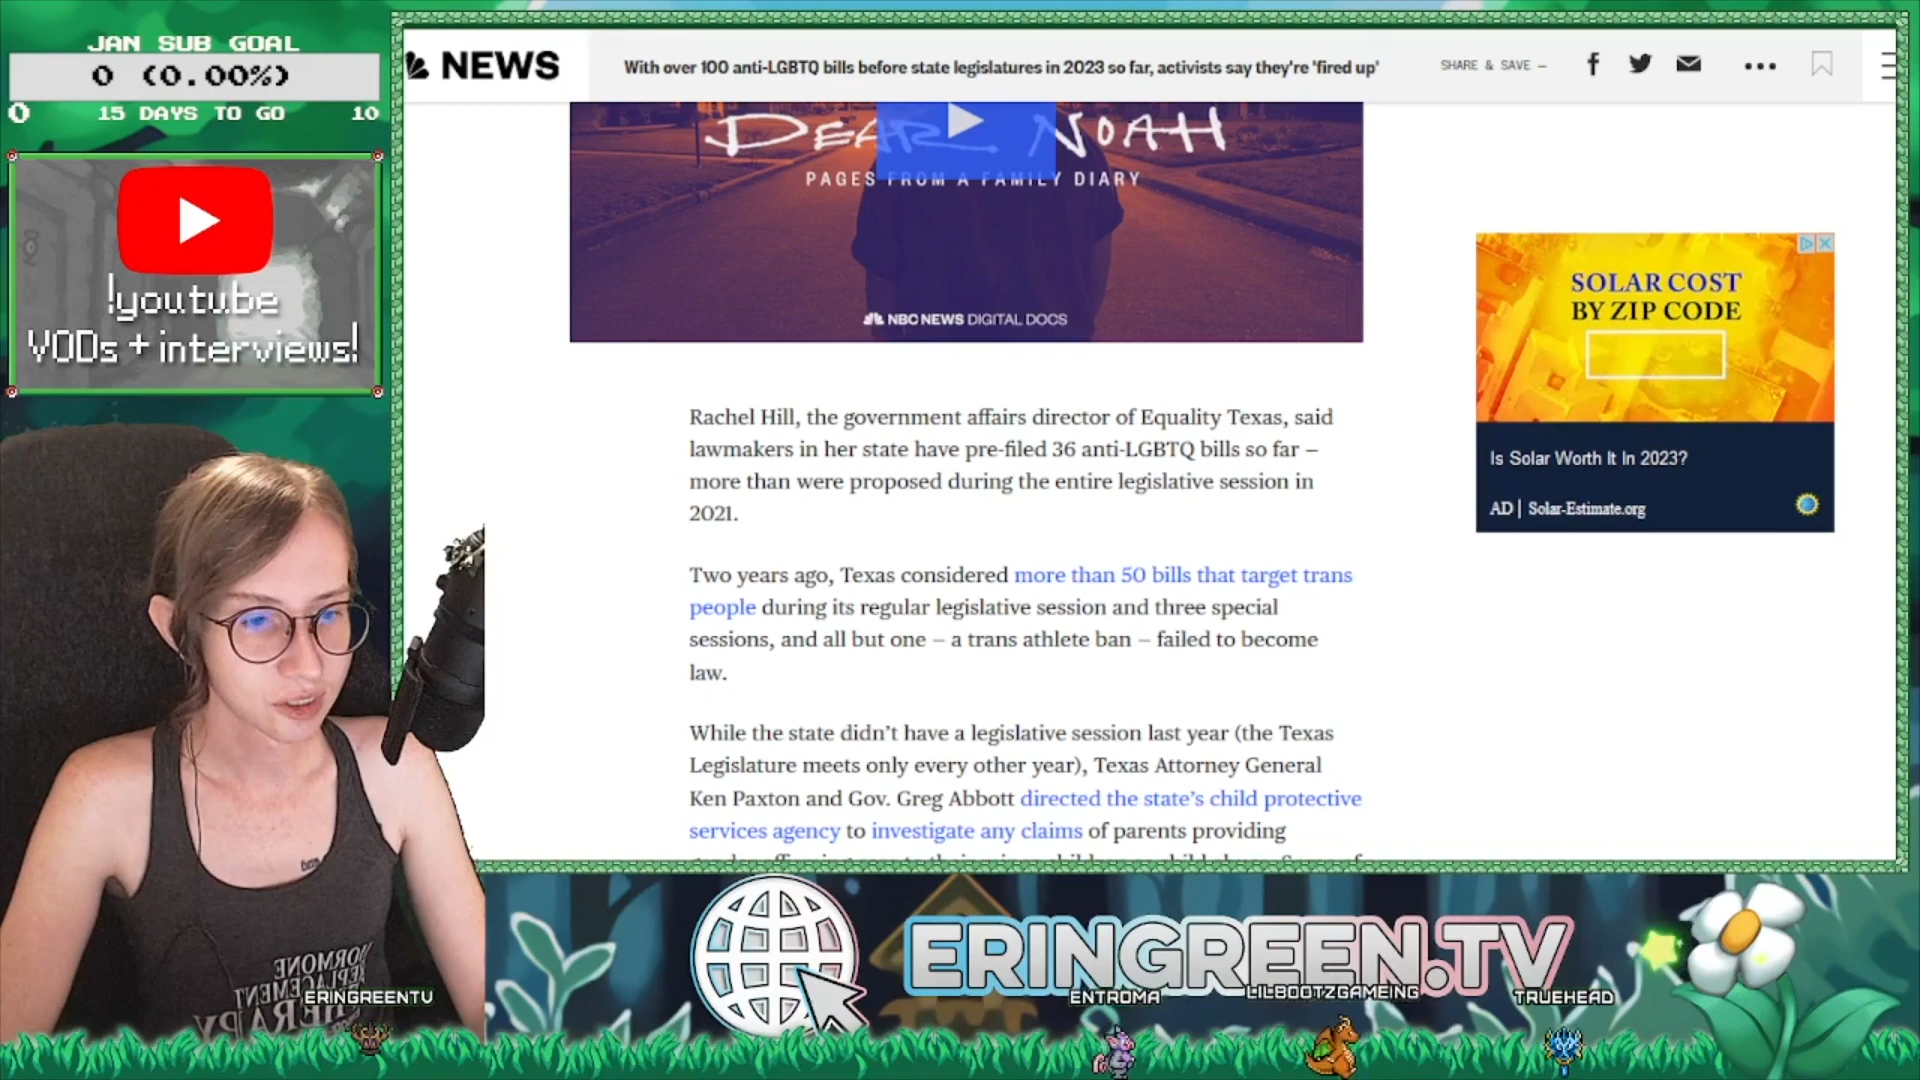 JAN SUB GOAL
0 (0.00%)
0 15 DAYS TO GO 10
!youtube
VODs + interviews!
NEWS
With over 100 anti-LGBTQ bills before state legislatures in 2023 so far, activists say they're 'fired up'
SHARE & SAVE —
DEAR NOAH
PAGES FROM A FAMILY DIARY
NBC NEWS DIGITAL DOCS
Rachel Hill, the government affairs director of Equality Texas, said
lawmakers in her state have pre-filed 36 anti-LGBTQ bills so far —
more than were proposed during the entire legislative session in
2021.
Two years ago, Texas considered more than 50 bills that target trans
people during its regular legislative session and three special
sessions, and all but one — a trans athlete ban — failed to become
law.
While the state didn't have a legislative session last year (the Texas
Legislature meets only every other year), Texas Attorney General
Ken Paxton and Gov. Greg Abbott directed the state's child protective
services agency to investigate any claims of parents providing
SOLAR COST
BY ZIP CODE
Is Solar Worth It In 2023?
AD | Solar-Estimate.org
HORMONE
REPLACEMENT
THERAPY
ERINGREENTV
ERINGREEN.TV
ENTROMA
LILBOOTZGAMEING
TRUEHEAD